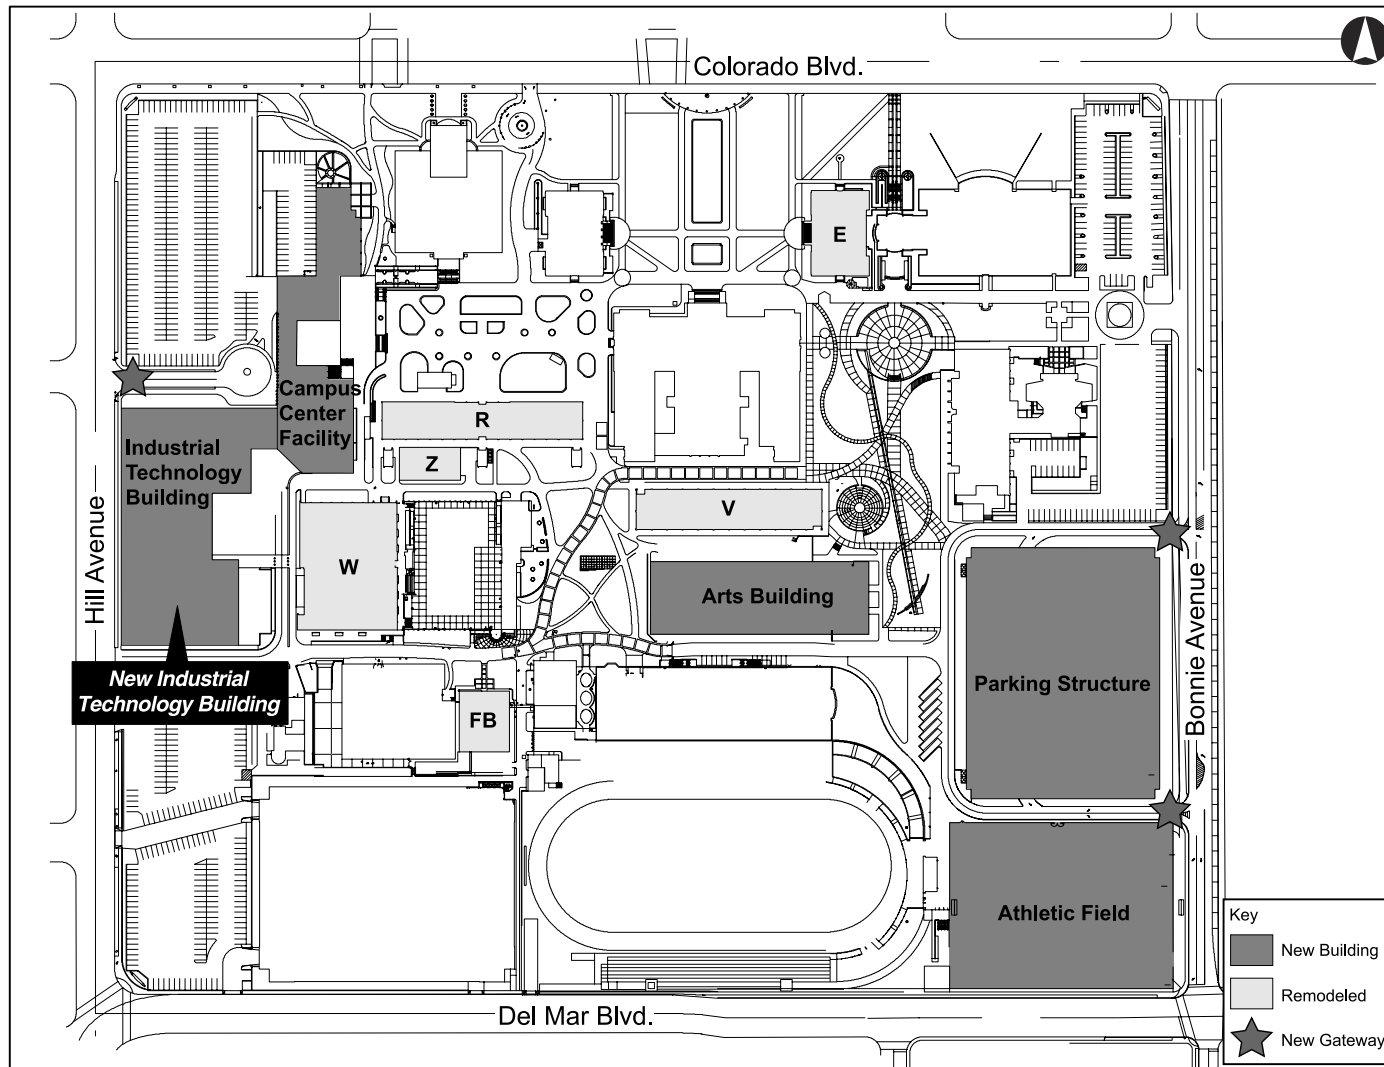 Colorado Blvd.
E
Campus
Center
Facility
R
Industrial
Technology
Building
Z
V
Hill Avenue
W
Arts Building
Bonnie Avenue
New Industrial
Technology Building
Parking Structure
FB
Athletic Field
Key
New Building
Remodeled
New Gateway
Del Mar Blvd.